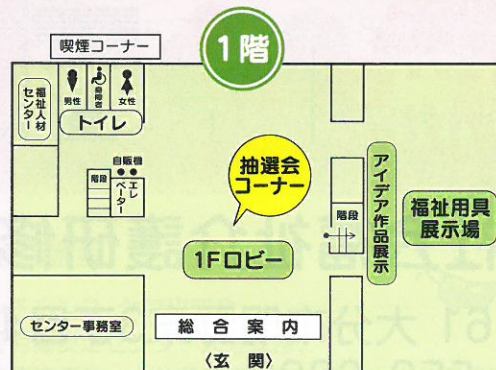 喫煙コーナー
1階
福祉人材
センター
男性
身障者
女性
トイレ
自販機
階段
エレ
ベーター
抽選会
コーナー
階段
アイデア作品展示
福祉用具
展示場
1Fロビー
センター事務室
総合案内
〈玄関〉